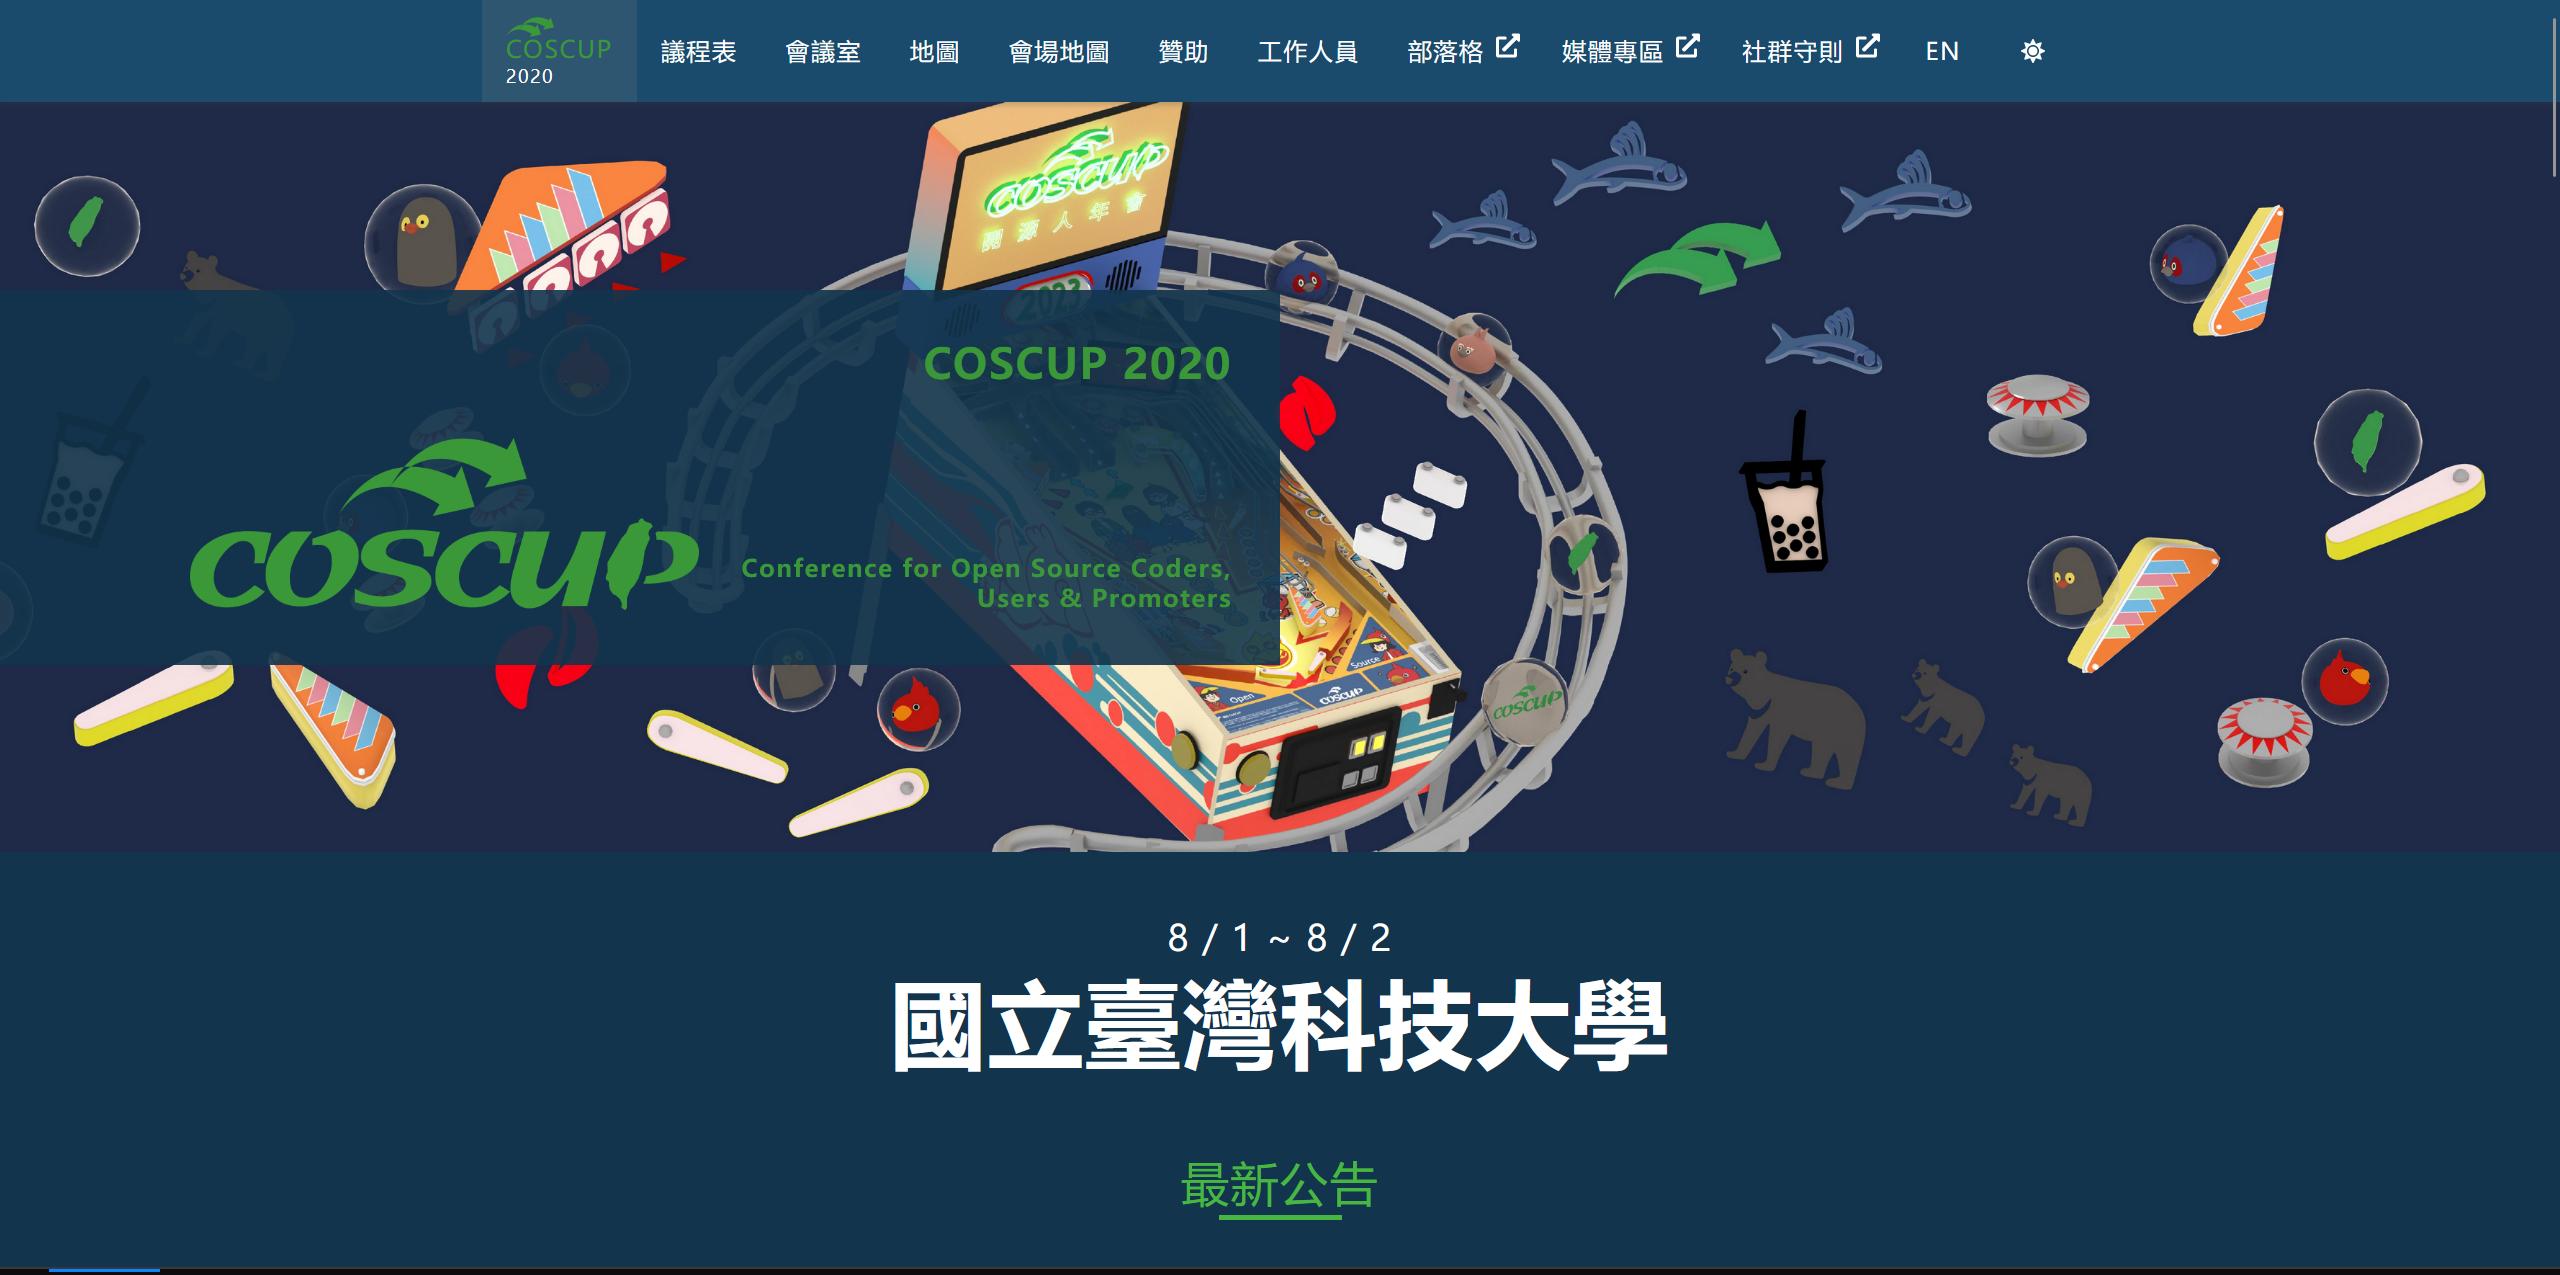 COSCUP
2020
議程表
會議室
地圖
會場地圖
贊助
工作人員
部落格
媒體專區
社群守則
EN
COSCUP
開源人年會
2023
COSCUP 2020
coscup
Conference for Open Source Coders,
Users & Promoters
Source
Open
coscup
coscup
8/1~8/2
國立臺灣科技大學
最新公告